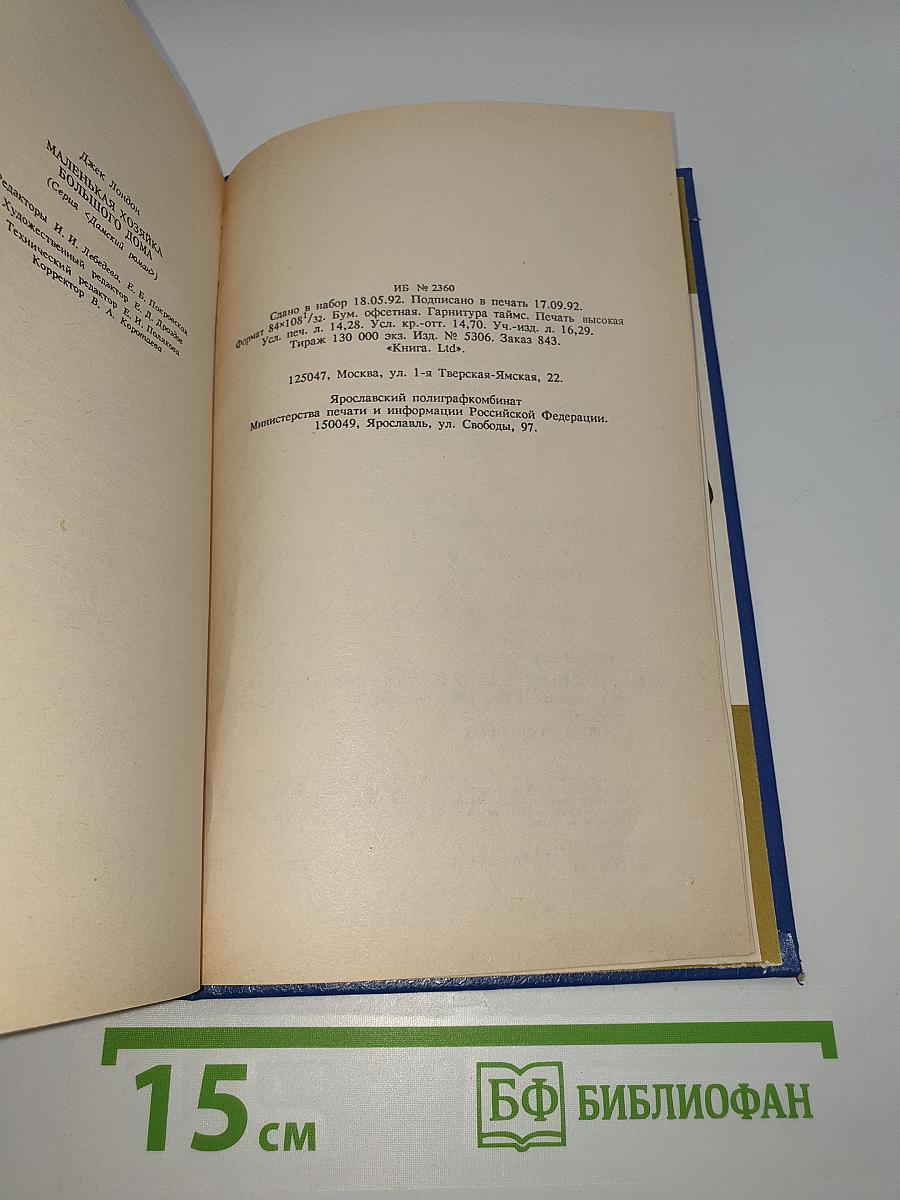 Джек Лондон
МАЛЕНЬКАЯ ХОЗЯЙКА
БОЛЬШОГО ДОМА
(Серия «Дамский роман»)
Редакторы И. И. Лебедева, Е. Б. Покровская
Художественный редактор Е. Д. Дроздов
Технический редактор Е. И. Полякова
Корректор В. А. Коротаева
ИБ № 2360
Сдано в набор 18.05.92. Подписано в печать 17.09.92.
Формат 84×108¹/₃₂. Бум. офсетная. Гарнитура таймс. Печать высокая
Усл. печ. л. 14,28. Усл. кр.-отт. 14,70. Уч.-изд. л. 16,29.
Тираж 130 000 экз. Изд. № 5306. Заказ 843.
«Книга. Ltd».
125047, Москва, ул. 1-я Тверская-Ямская, 22.
Ярославский полиграфкомбинат
Министерства печати и информации Российской Федерации.
150049, Ярославль, ул. Свободы, 97.
15 см
БФ БИБЛИОФАН